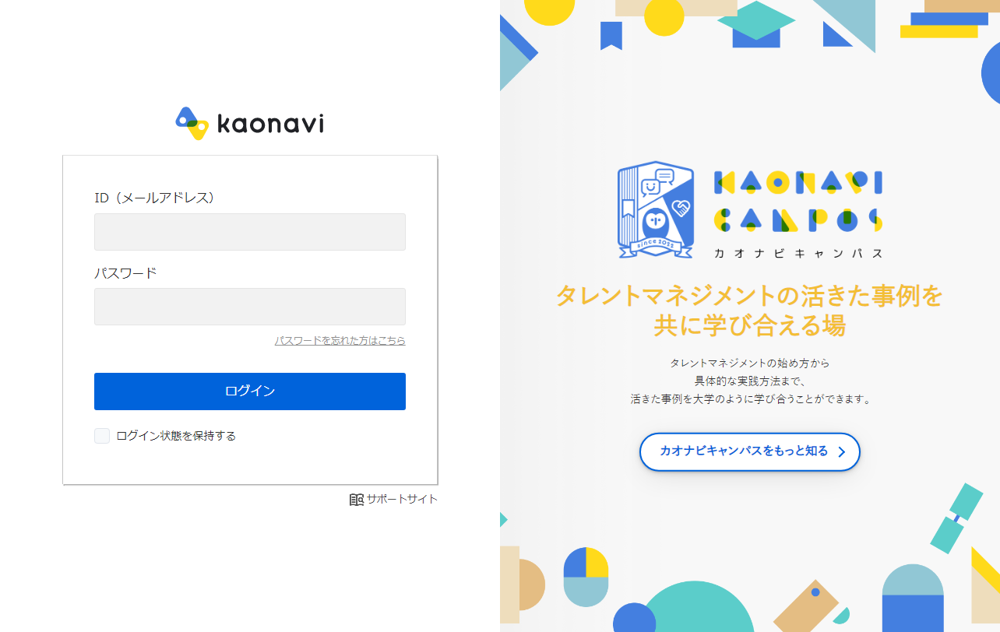 kaonavi
ID（メールアドレス）
パスワード
パスワードを忘れた方はこちら
ログイン
ログイン状態を保持する
サポートサイト
since 2022
KAONAVI
CAMPUS
カオナビキャンパス
タレントマネジメントの活きた事例を
共に学び合える場
タレントマネジメントの始め方から
具体的な実践方法まで、
活きた事例を大学のように学び合うことができます。
カオナビキャンパスをもっと知る